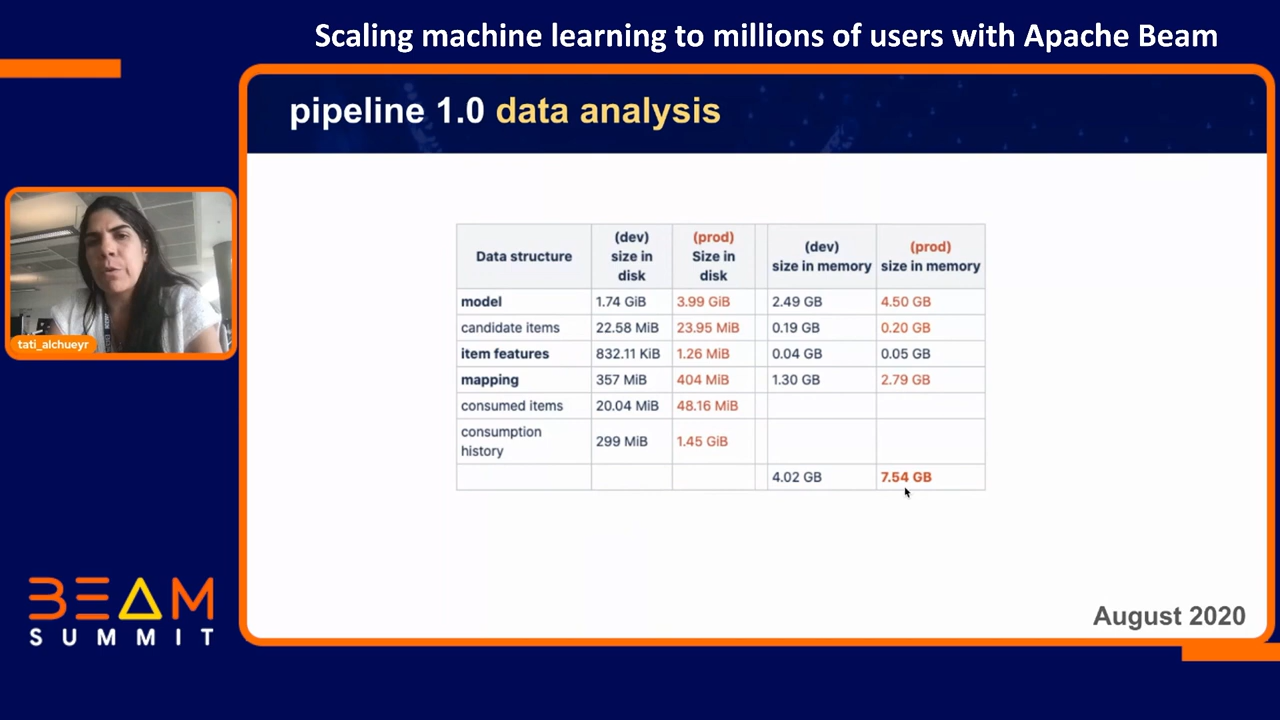 Scaling machine learning to millions of users with Apache Beam
pipeline 1.0 data analysis
Data structure (dev) size in disk (prod) Size in disk (dev) size in memory (prod) size in memory
model 1.74 GiB 3.99 GiB 2.49 GB 4.50 GB
candidate items 22.58 MiB 23.95 MiB 0.19 GB 0.20 GB
item features 832.11 KiB 1.26 MiB 0.04 GB 0.05 GB
mapping 357 MiB 404 MiB 1.30 GB 2.79 GB
consumed items 20.04 MiB 48.16 MiB
consumption history 299 MiB 1.45 GiB
4.02 GB 7.54 GB
tati_alchueyr
BEAM
SUMMIT
August 2020